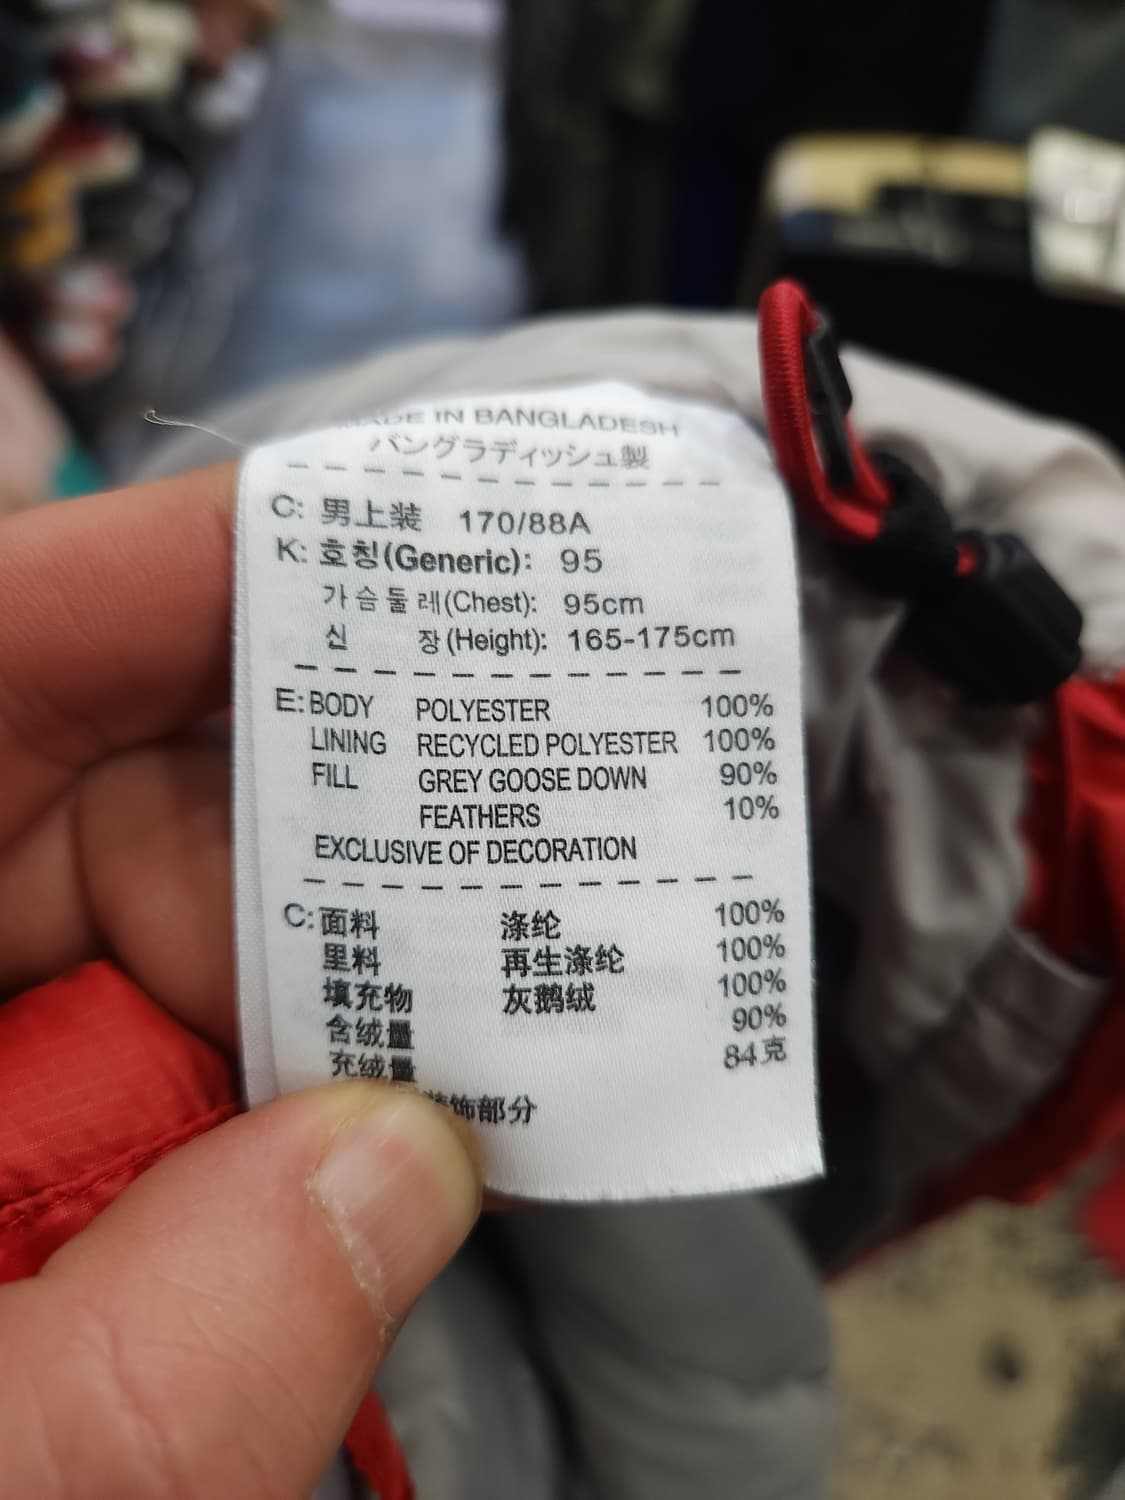 MADE IN BANGLADESH
バングラディッシュ製
C: 男上装 170/88A
K: 호칭(Generic): 95
가슴둘레(Chest): 95cm
신 장(Height): 165-175cm
E: BODY POLYESTER 100%
LINING RECYCLED POLYESTER 100%
FILL GREY GOOSE DOWN 90%
FEATHERS 10%
EXCLUSIVE OF DECORATION
C: 面料 涤纶 100%
里料 再生涤纶 100%
填充物 灰鹅绒 100%
含绒量 90%
充绒量 84克
装饰部分